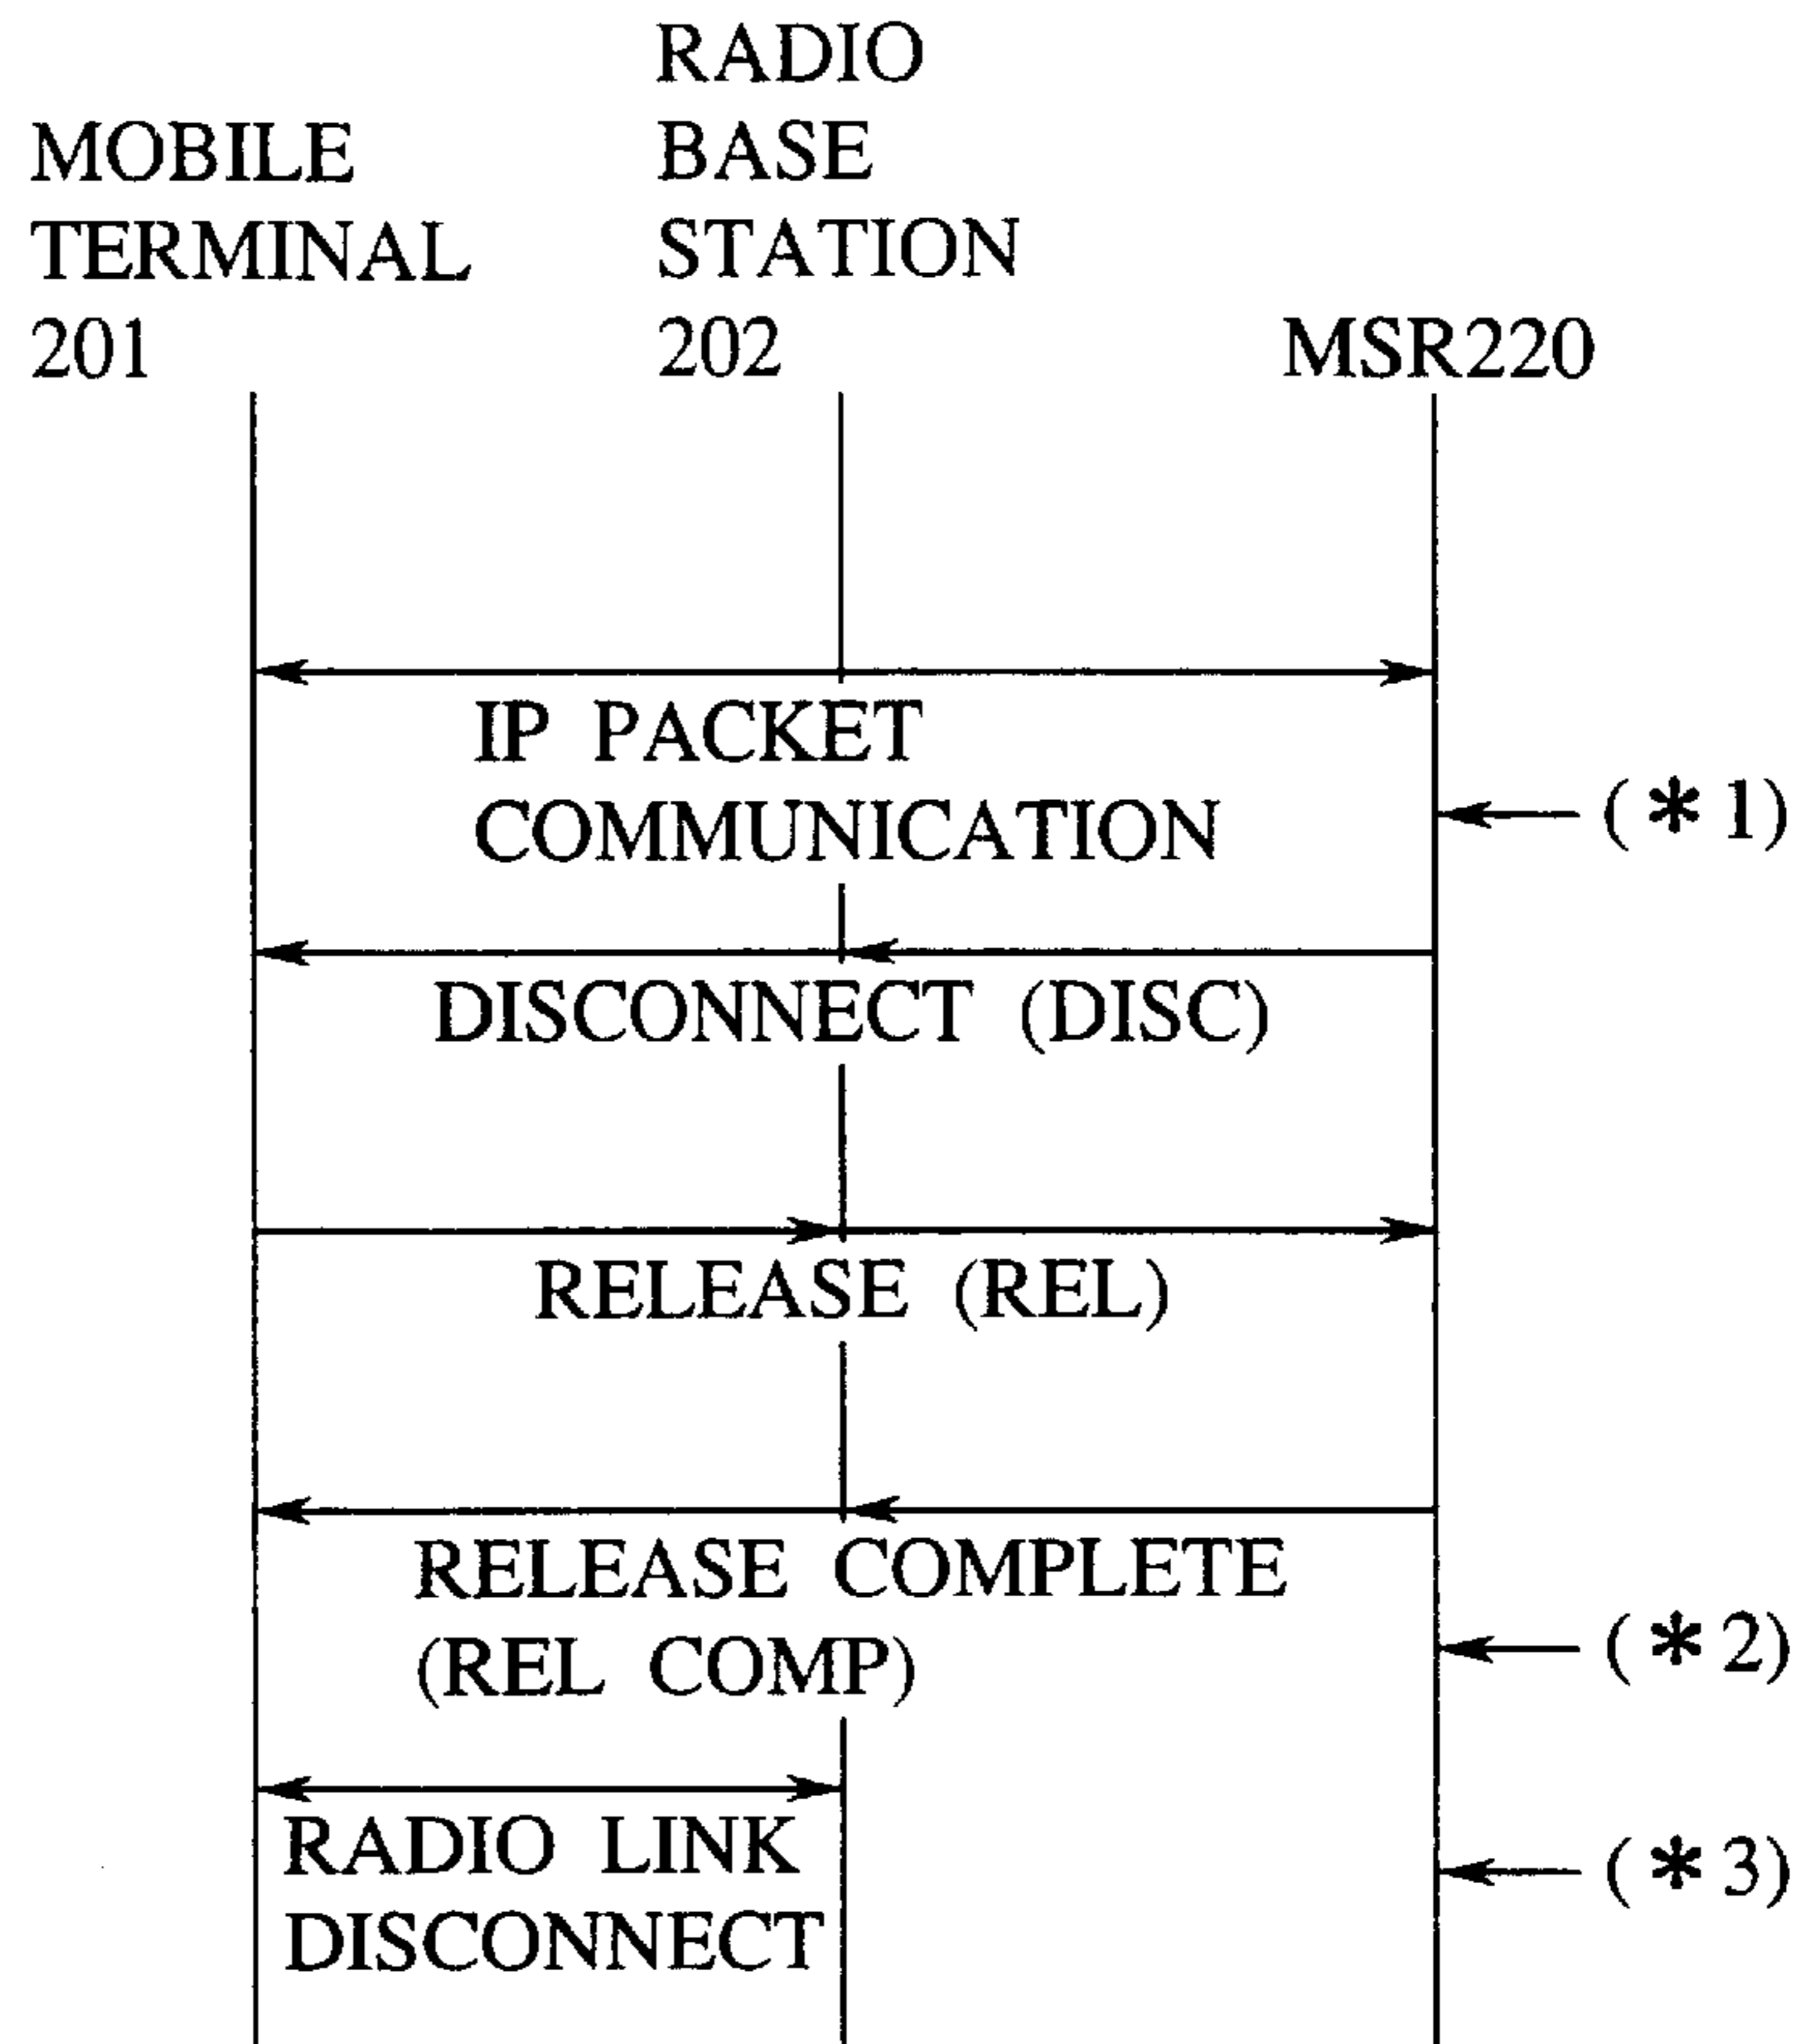 MOBILE
TERMINAL
201
RADIO
BASE
STATION
202
MSR220
IP PACKET
COMMUNICATION
(*1)
DISCONNECT (DISC)
RELEASE (REL)
RELEASE COMPLETE
(REL COMP)
(*2)
RADIO LINK
DISCONNECT
(*3)